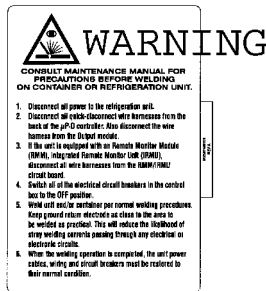 WARNING
CONSULT MAINTENANCE MANUAL FOR
PRECAUTIONS BEFORE WELDING
ON CONTAINER OR REFRIGERATION UNIT.
1. Disconnect all power to the refrigeration unit.
2. Disconnect all quick-disconnect wire harnesses from the
back of the µP-D controller. Also disconnect the wire
harness from the Output module.
3. If the unit is equipped with an Remote Monitor Module
(RMM), Integrated Remote Monitor Unit (IRMU),
disconnect all wire harnesses from the RMM/IRMU
circuit board.
4. Switch all of the electrical circuit breakers in the control
box to the OFF position.
5. Weld unit and/or container per normal welding procedures.
Keep ground return electrode as close to the area to
be welded as practical. This will reduce the likelihood of
stray welding currents passing through any electrical or
electronic circuits.
6. When the welding operation is completed, the unit power
cables, wiring and circuit breakers must be restored to
their normal condition.